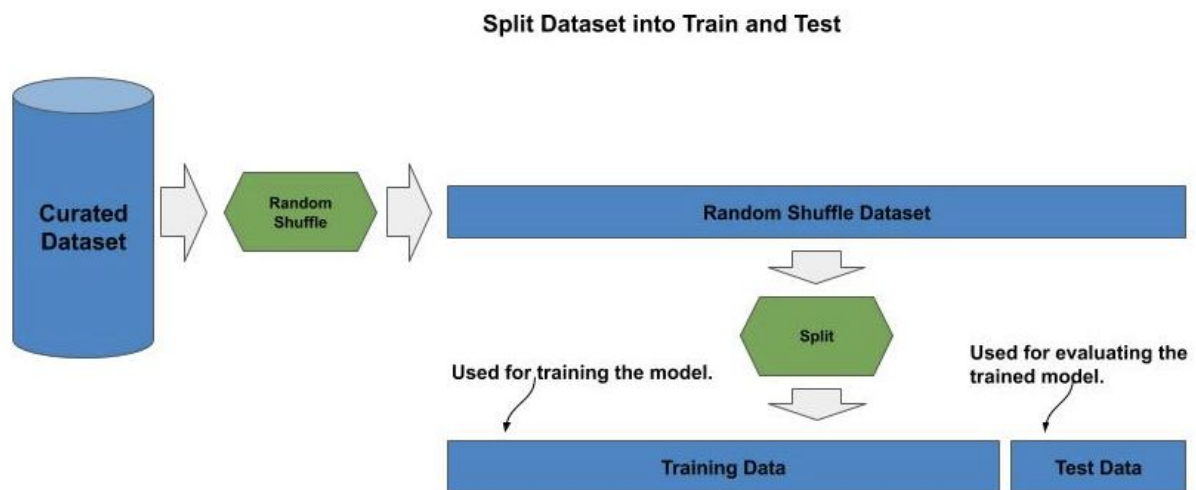 Split Dataset into Train and Test
Curated
Dataset
Random
Shuffle
Random Shuffle Dataset
Split
Used for training the model.
Used for evaluating the
trained model.
Training Data
Test Data